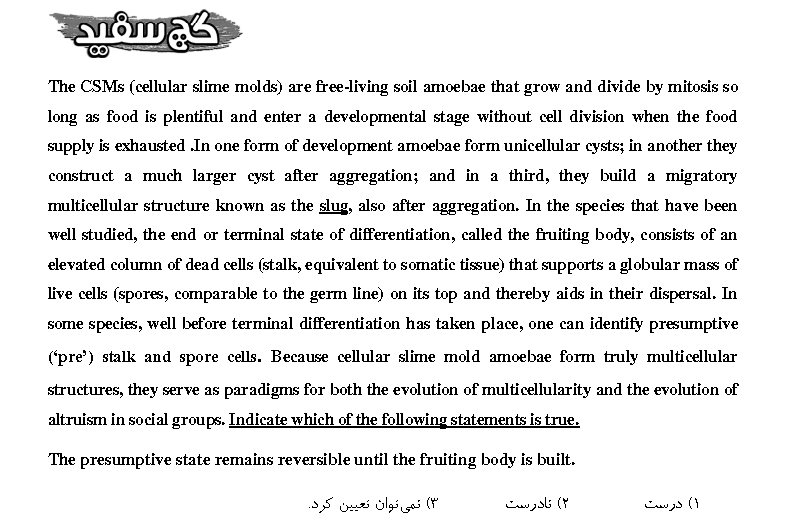 گچ سفید
The CSMs (cellular slime molds) are free-living soil amoebae that grow and divide by mitosis so
long as food is plentiful and enter a developmental stage without cell division when the food
supply is exhausted .In one form of development amoebae form unicellular cysts; in another they
construct a much larger cyst after aggregation; and in a third, they build a migratory
multicellular structure known as the slug, also after aggregation. In the species that have been
well studied, the end or terminal state of differentiation, called the fruiting body, consists of an
elevated column of dead cells (stalk, equivalent to somatic tissue) that supports a globular mass of
live cells (spores, comparable to the germ line) on its top and thereby aids in their dispersal. In
some species, well before terminal differentiation has taken place, one can identify presumptive
(‘pre’) stalk and spore cells. Because cellular slime mold amoebae form truly multicellular
structures, they serve as paradigms for both the evolution of multicellularity and the evolution of
altruism in social groups. Indicate which of the following statements is true.
The presumptive state remains reversible until the fruiting body is built.
۱) درست ۲) نادرست ۳) نمی‌توان تعیین کرد.